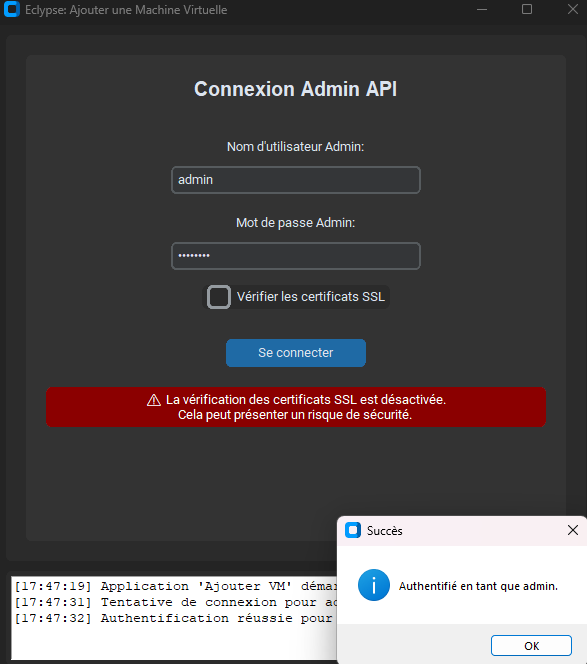 Eclypse: Ajouter une Machine Virtuelle
Connexion Admin API
Nom d'utilisateur Admin:
admin
Mot de passe Admin:
••••••••
Vérifier les certificats SSL
Se connecter
⚠ La vérification des certificats SSL est désactivée.
Cela peut présenter un risque de sécurité.
Succès
Authentifié en tant que admin.
OK
[17:47:19] Application 'Ajouter VM' démar
[17:47:31] Tentative de connexion pour ad
[17:47:32] Authentification réussie pour